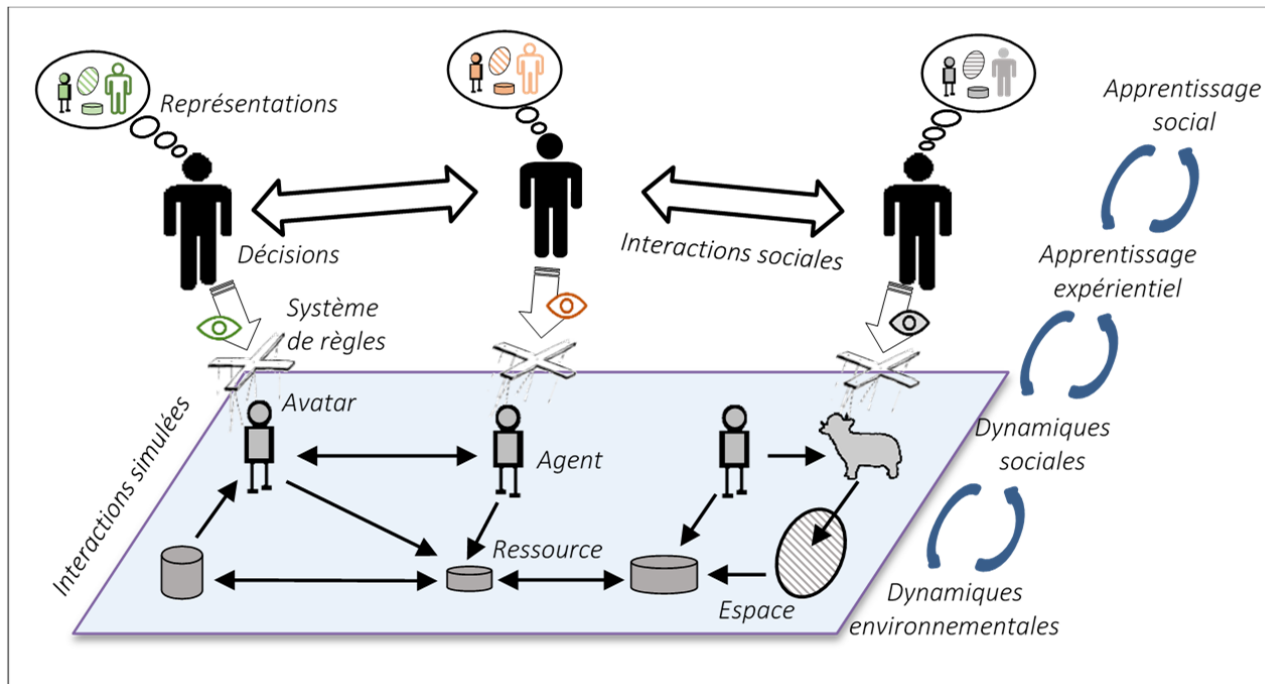 Représentations
Apprentissage
social
Décisions
Interactions sociales
Apprentissage
expérientiel
Système
de règles
Interactions simulées
Avatar
Agent
Dynamiques
sociales
Ressource
Espace
Dynamiques
environnementales